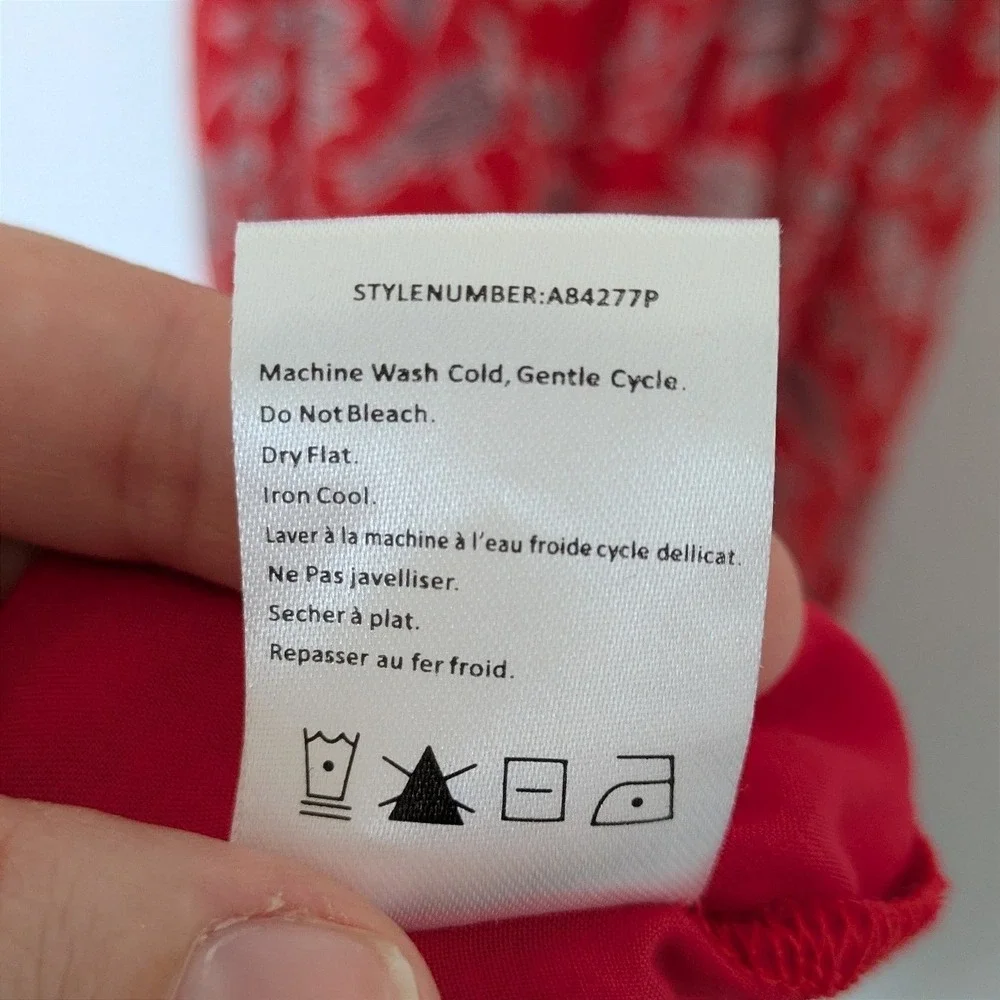 STYLENUMBER:A84277P
Machine Wash Cold, Gentle Cycle.
Do Not Bleach.
Dry Flat.
Iron Cool.
Laver à la machine à l'eau froide cycle dellicat.
Ne Pas javelliser.
Secher à plat.
Repasser au fer froid.